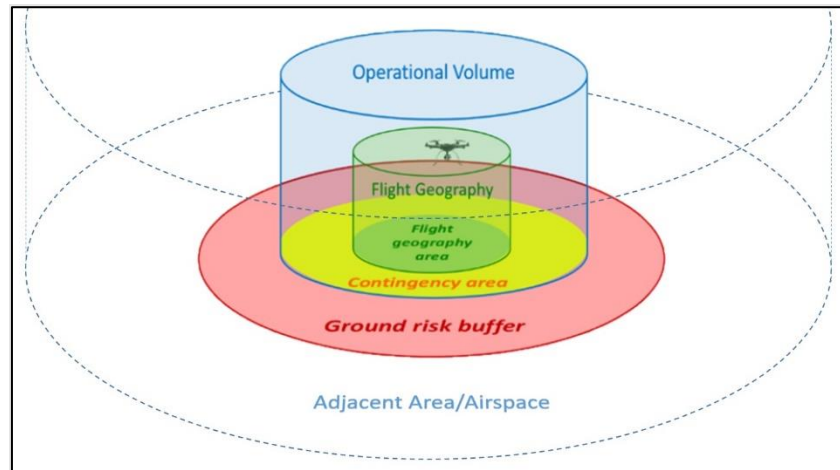 Operational Volume
Flight Geography
Flight
geography
area
Contingency area
Ground risk buffer
Adjacent Area/Airspace